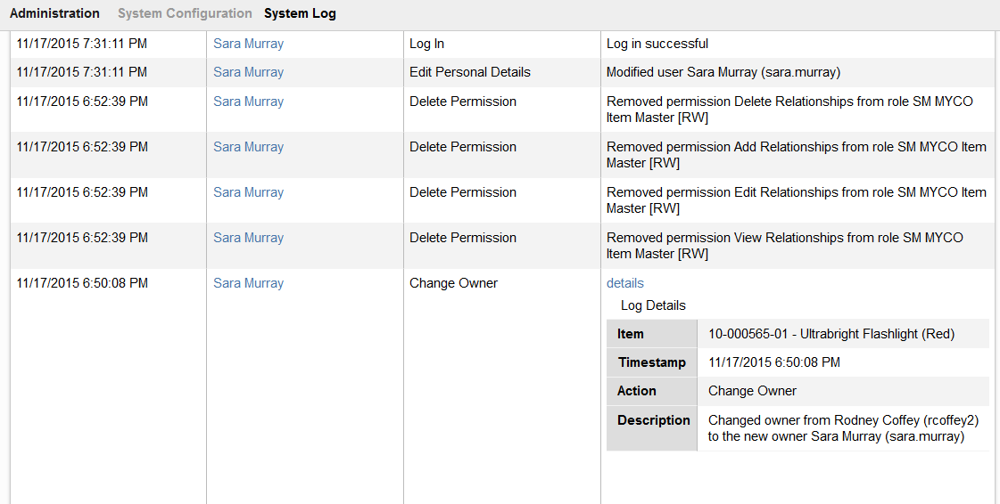 Administration System Configuration System Log
11/17/2015 7:31:11 PM Sara Murray Log In Log in successful
11/17/2015 7:31:11 PM Sara Murray Edit Personal Details Modified user Sara Murray (sara.murray)
11/17/2015 6:52:39 PM Sara Murray Delete Permission Removed permission Delete Relationships from role SM MYCO
Item Master [RW]
11/17/2015 6:52:39 PM Sara Murray Delete Permission Removed permission Add Relationships from role SM MYCO Item
Master [RW]
11/17/2015 6:52:39 PM Sara Murray Delete Permission Removed permission Edit Relationships from role SM MYCO Item
Master [RW]
11/17/2015 6:52:39 PM Sara Murray Delete Permission Removed permission View Relationships from role SM MYCO
Item Master [RW]
11/17/2015 6:50:08 PM Sara Murray Change Owner details
Log Details
Item 10-000565-01 - Ultrabright Flashlight (Red)
Timestamp 11/17/2015 6:50:08 PM
Action Change Owner
Description Changed owner from Rodney Coffey (rcoffey2)
to the new owner Sara Murray (sara.murray)